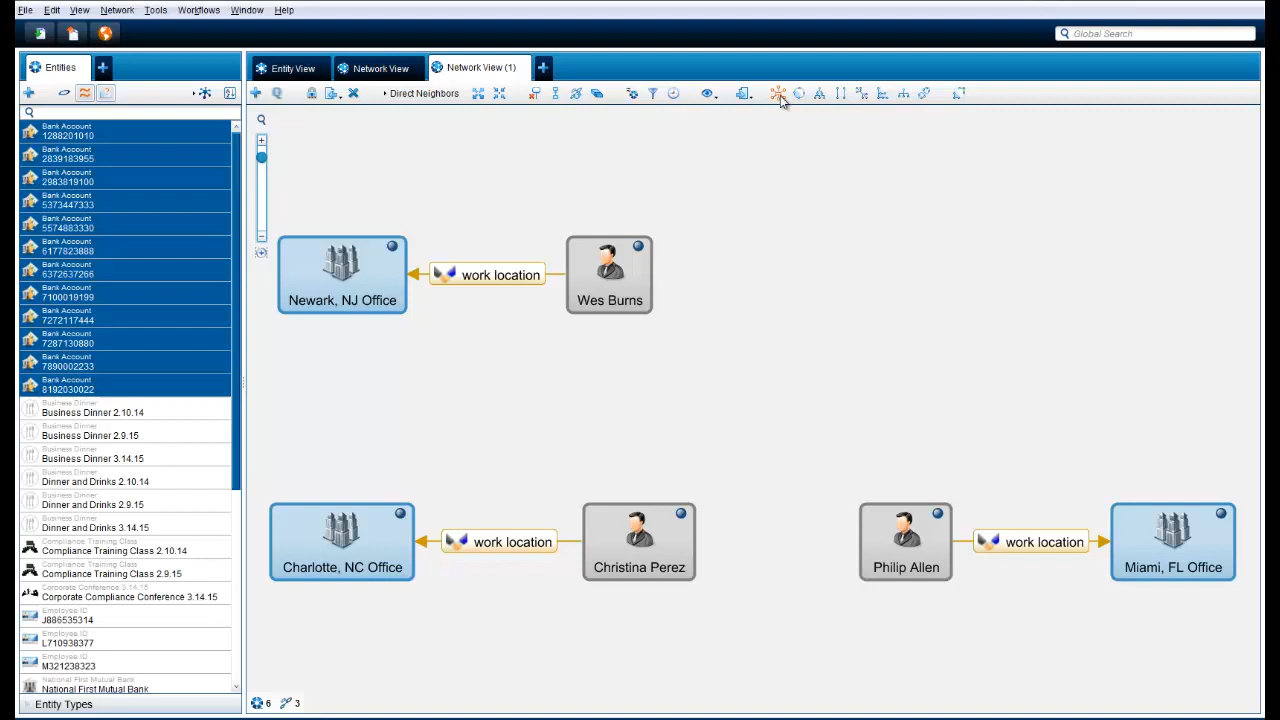 File Edit View Network Tools Workflows Window Help
Global Search
Entities
Entity View
Network View
Network View (1)
Direct Neighbors
Bank Account
1288201010
Bank Account
2839183955
Bank Account
2983819100
Bank Account
5373447333
Bank Account
5574883330
Bank Account
6177823888
Bank Account
6372637266
Bank Account
7100019199
Bank Account
7272117444
Bank Account
7287130880
Bank Account
7890002233
Bank Account
8192030022
Business Dinner
Business Dinner 2.10.14
Business Dinner
Business Dinner 2.9.15
Business Dinner
Business Dinner 3.14.15
Business Dinner
Dinner and Drinks 2.10.14
Business Dinner
Dinner and Drinks 2.9.15
Business Dinner
Dinner and Drinks 3.14.15
Compliance Training Class
Compliance Training Class 2.10.14
Compliance Training Class
Compliance Training Class 2.9.15
Corporate Conference 3.14.15
Corporate Compliance Conference 3.14.15
Employee ID
J886535314
Employee ID
L710938377
Employee ID
M321238323
National First Mutual Bank
National First Mutual Bank
Entity Types
Newark, NJ Office
work location
Wes Burns
Charlotte, NC Office
work location
Christina Perez
Philip Allen
work location
Miami, FL Office
6
3